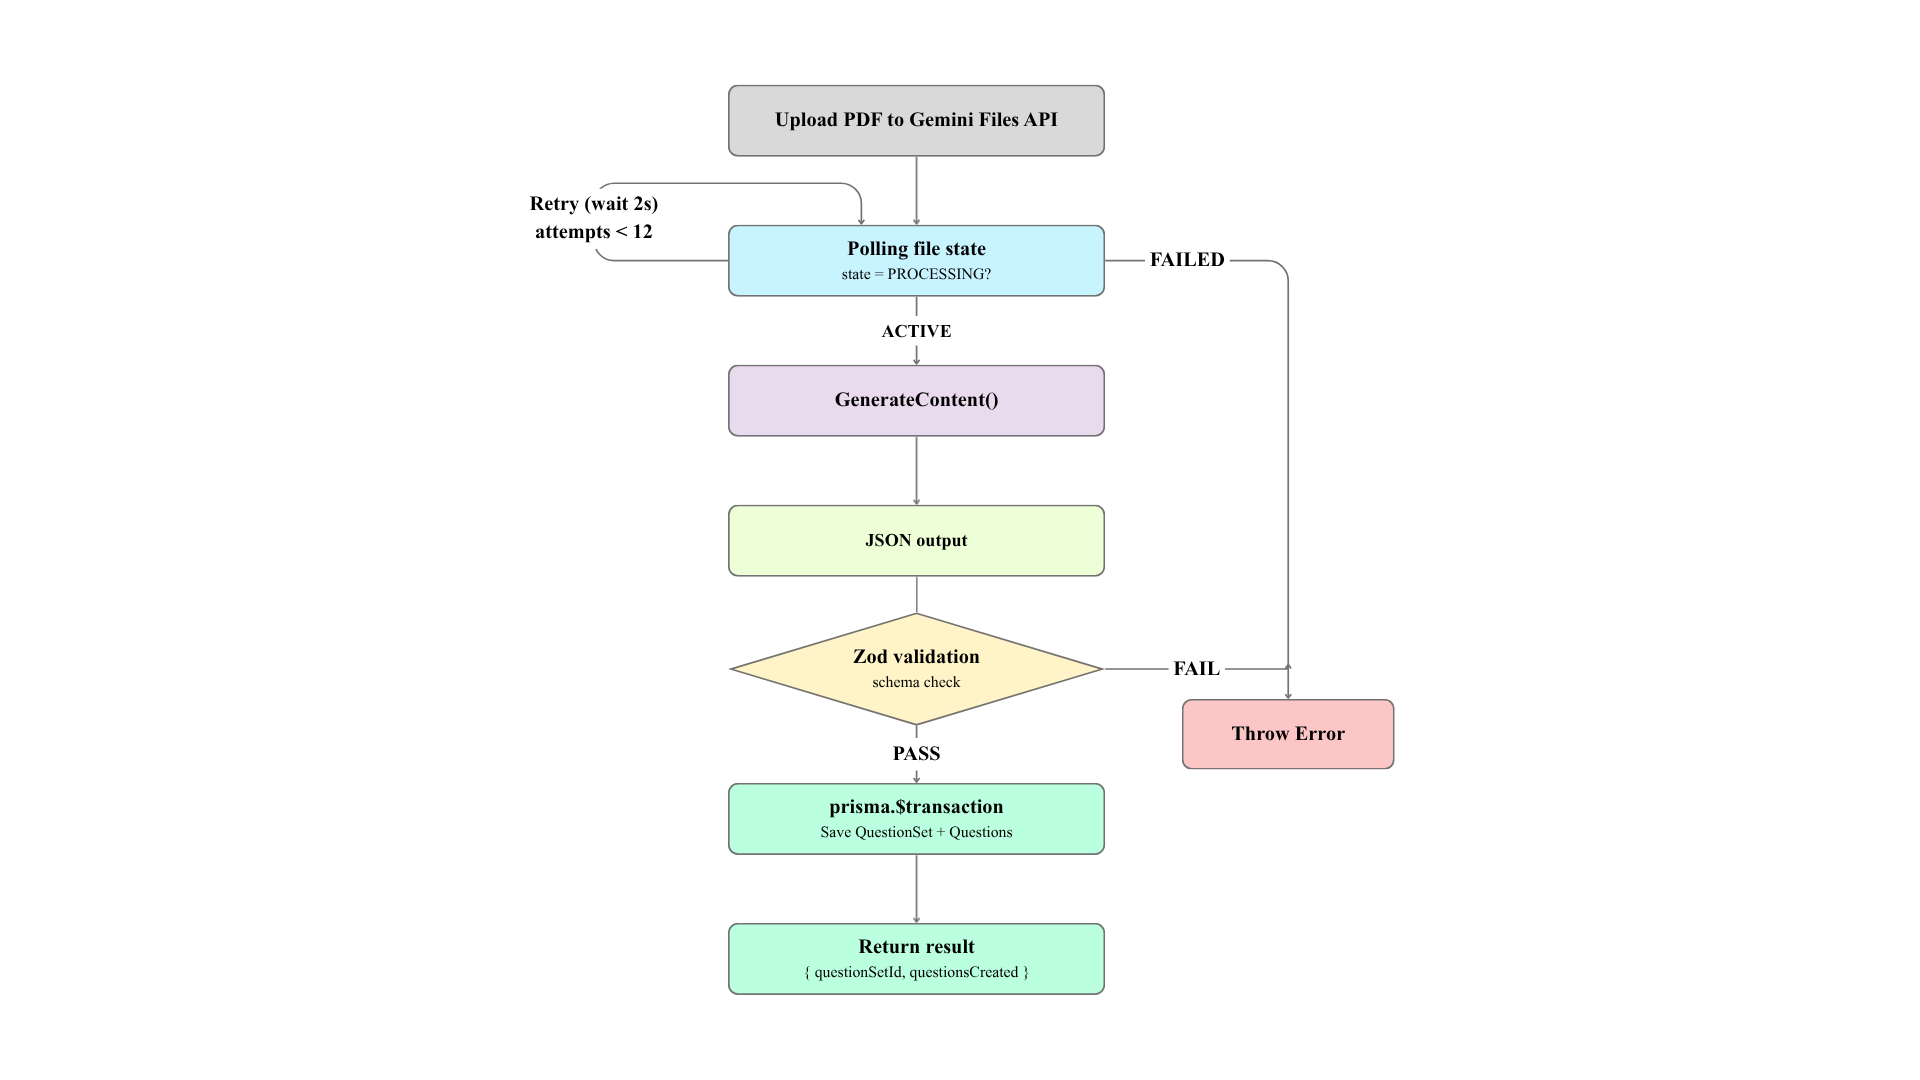 Upload PDF to Gemini Files API
Retry (wait 2s)
attempts < 12
Polling file state
state = PROCESSING?
FAILED
ACTIVE
GenerateContent()
JSON output
Zod validation
schema check
FAIL
Throw Error
PASS
prisma.$transaction
Save QuestionSet + Questions
Return result
{ questionSetId, questionsCreated }